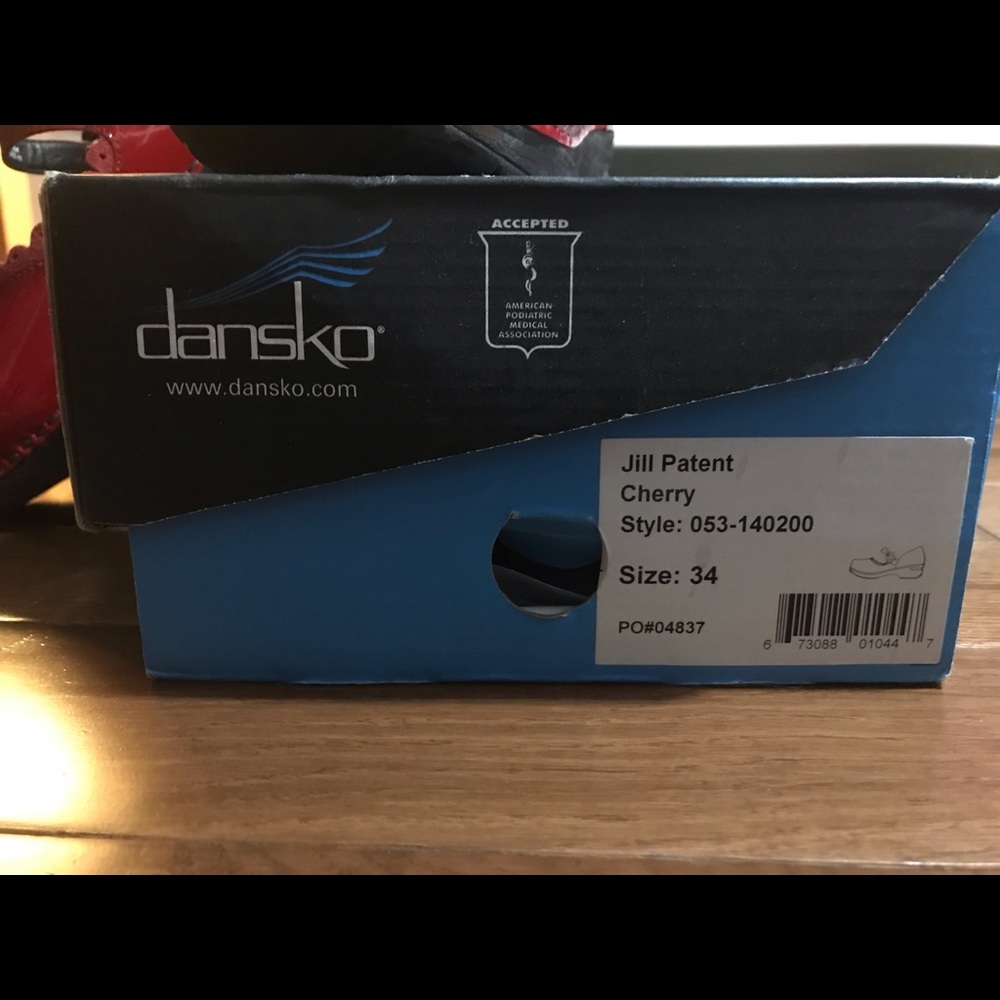 dansko®
www.dansko.com
ACCEPTED
AMERICAN
PODIATRIC
MEDICAL
ASSOCIATION
Jill Patent
Cherry
Style: 053-140200
Size: 34
PO#04837
6 73088 01044 7